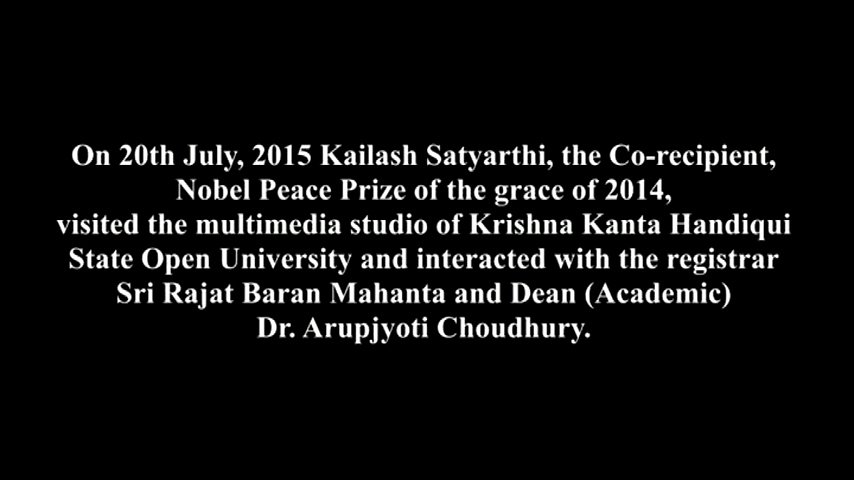 On 20th July, 2015 Kailash Satyarthi, the Co-recipient,
Nobel Peace Prize of the grace of 2014,
visited the multimedia studio of Krishna Kanta Handiqui
State Open University and interacted with the registrar
Sri Rajat Baran Mahanta and Dean (Academic)
Dr. Arupjyoti Choudhury.